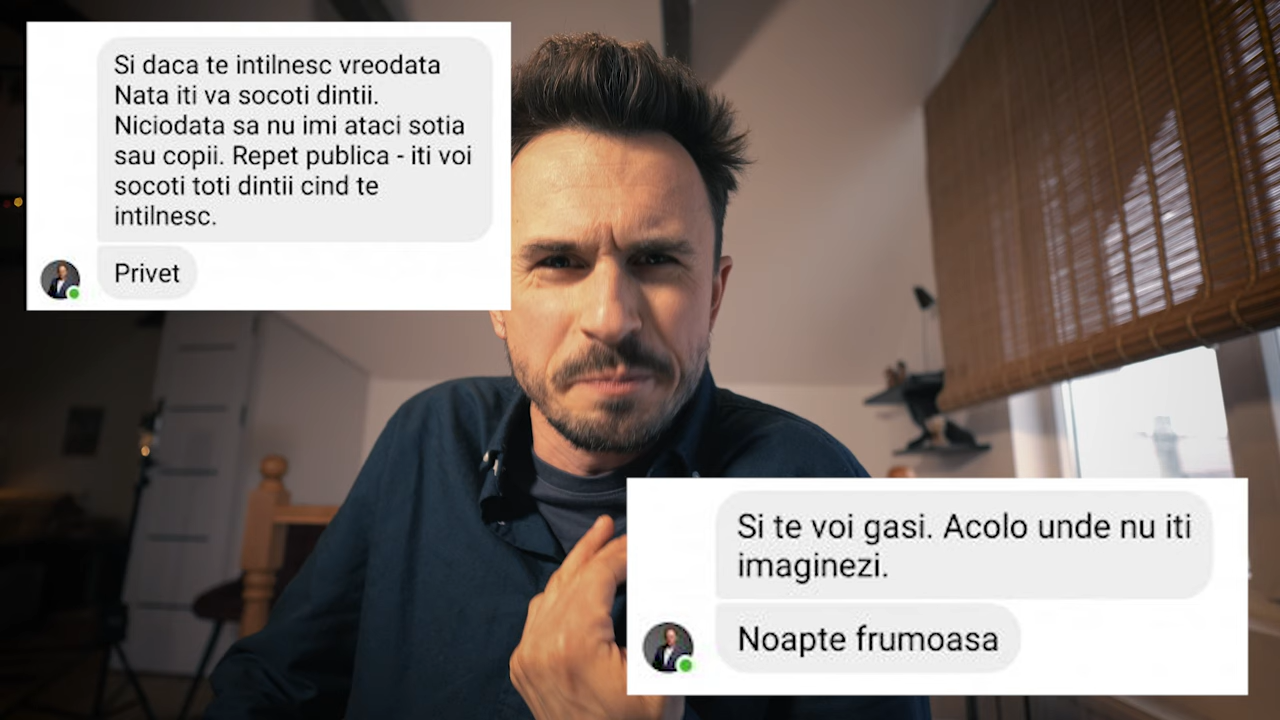 Si daca te intilnesc vreodata
Nata iti va socoti dintii.
Niciodata sa nu imi ataci sotia
sau copii. Repet publica - iti voi
socoti toti dintii cind te
intilnesc.
Privet
Si te voi gasi. Acolo unde nu iti
imaginezi.
Noapte frumoasa